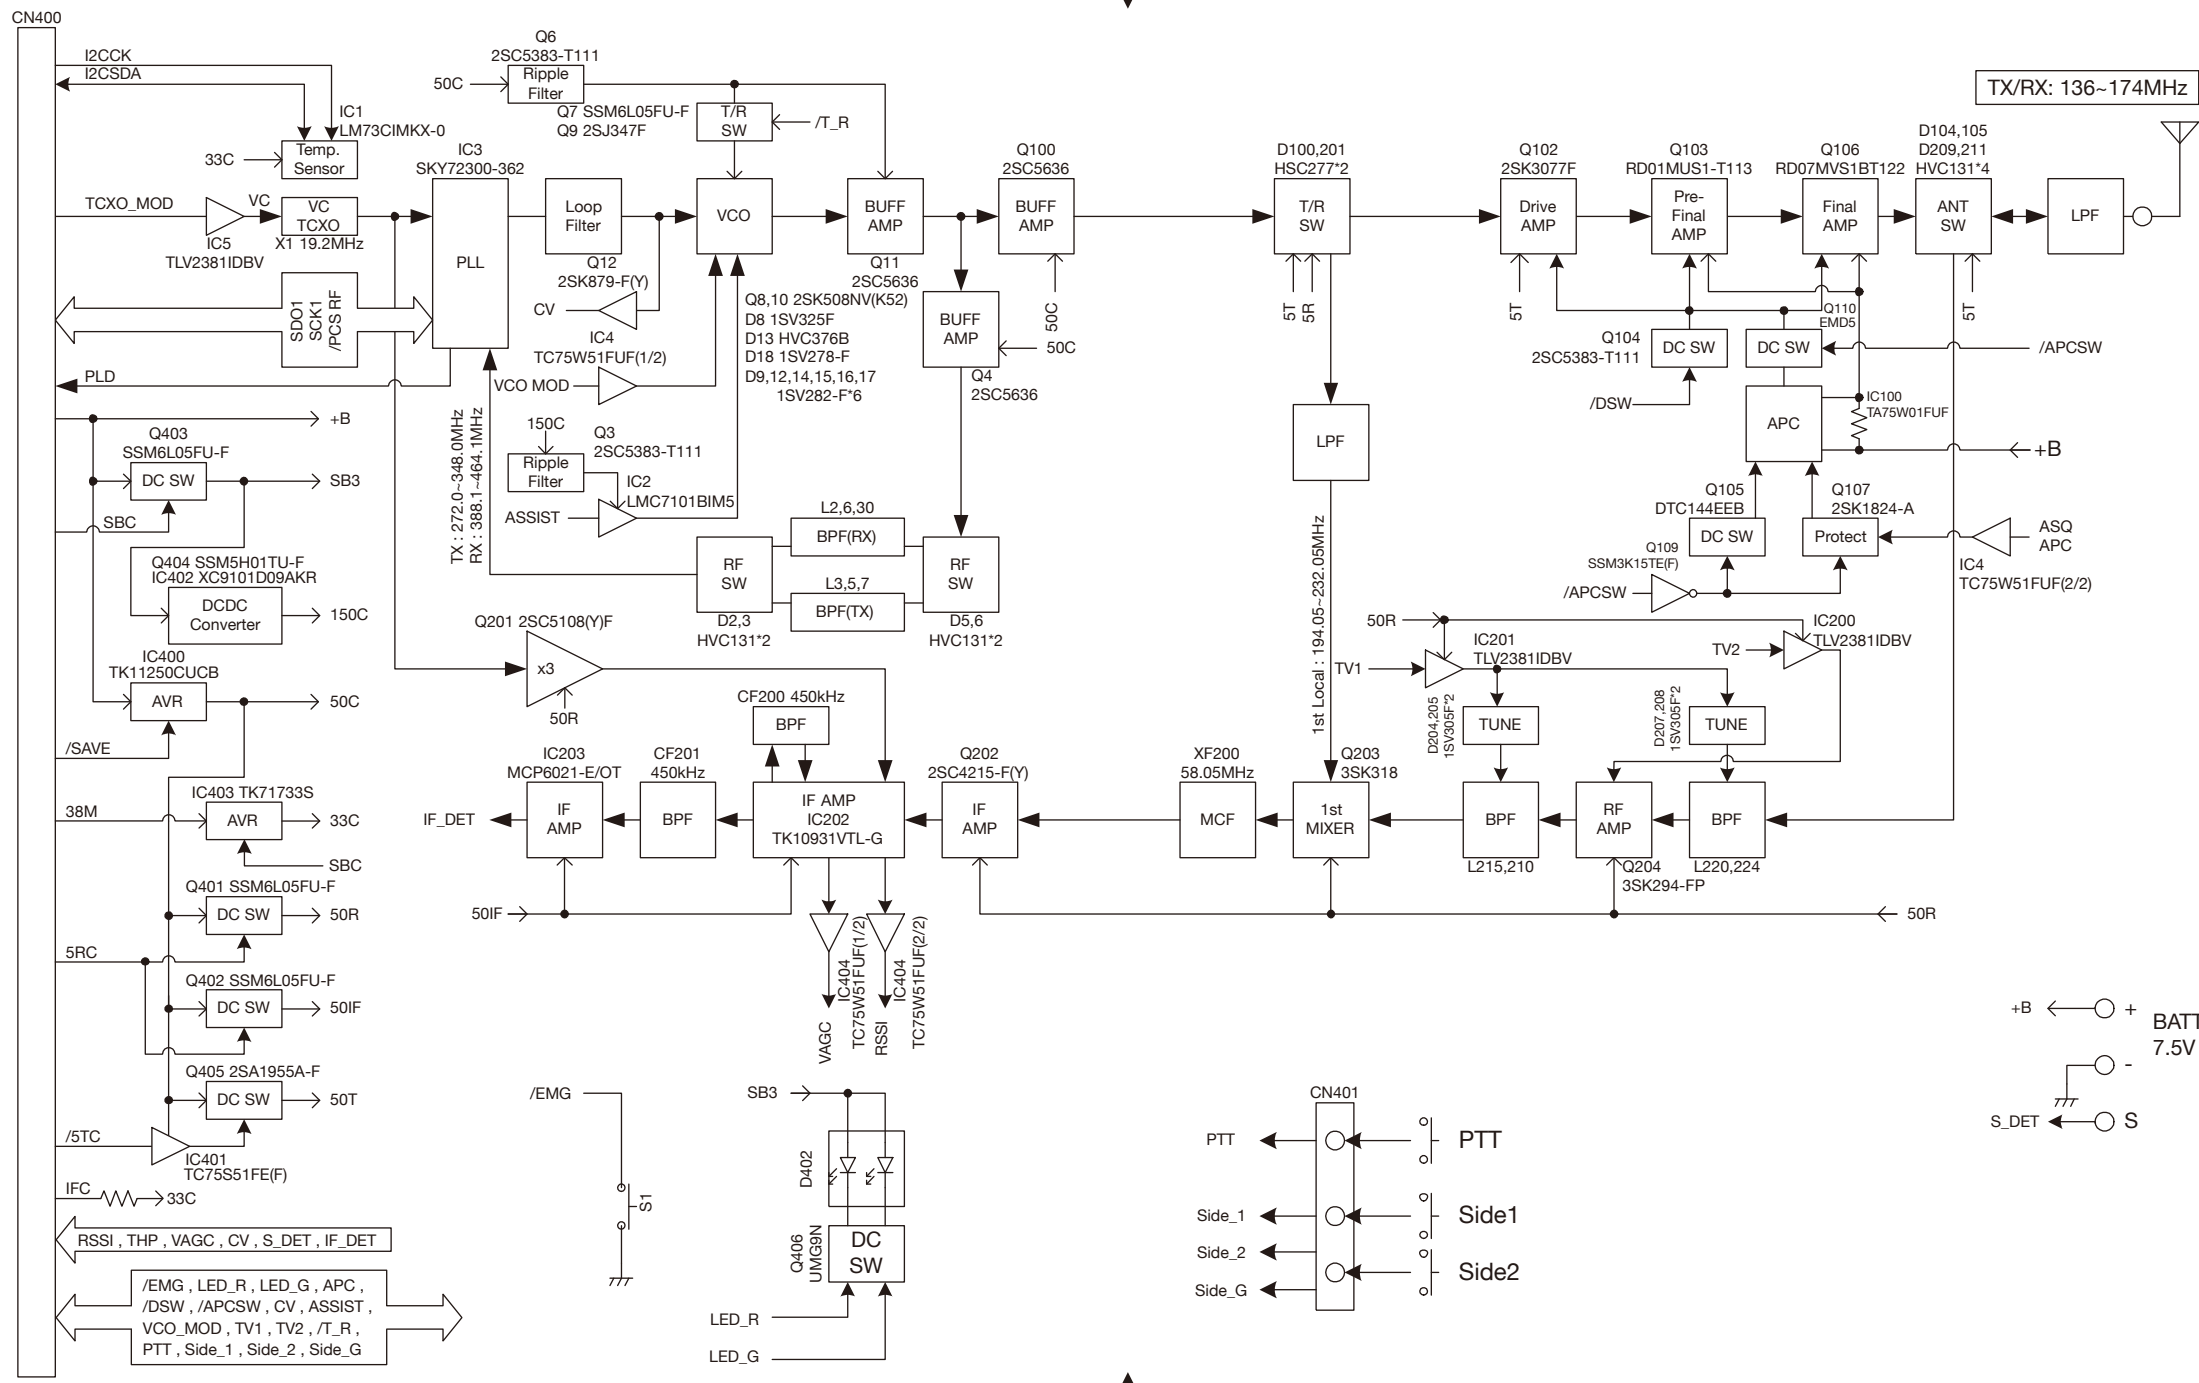 CN400
I2CCK
I2CSDA
IC1
LM73CIMKX-0
Temp.
Sensor
33C
TCXO_MOD
IC5
TLV2381IDBV
VC
VC
TCXO
X1 19.2MHz
SDO1
SCK1
/PCS RF
PLD
IC3
SKY72300-362
PLL
Loop
Filter
Q12
2SK879-F(Y)
CV
IC4
TC75W51FUF(1/2)
VCO MOD
Q6
2SC5383-T111
50C
Ripple
Filter
Q7 SSM6L05FU-F
Q9 2SJ347F
T/R
SW
/T_R
VCO
Q8,10 2SK508NV(K52)
D8 1SV325F
D13 HVC376B
D18 1SV278-F
D9,12,14,15,16,17
1SV282-F*6
150C
Q3
2SC5383-T111
Ripple
Filter
IC2
LMC7101BIM5
ASSIST
TX : 272.0~348.0MHz
RX : 388.1~464.1MHz
BUFF
AMP
Q11
2SC5636
BUFF
AMP
50C
Q4
2SC5636
Q100
2SC5636
BUFF
AMP
50C
L2,6,30
BPF(RX)
L3,5,7
BPF(TX)
RF
SW
D2,3
HVC131*2
RF
SW
D5,6
HVC131*2
D100,201
HSC277*2
T/R
SW
5T
5R
LPF
1st Local : 194.05~232.05MHz
Q102
2SK3077F
Drive
AMP
5T
Q103
RD01MUS1-T113
Pre-
Final
AMP
Q106
RD07MVS1BT122
Final
AMP
TX/RX: 136~174MHz
D104,105
D209,211
HVC131*4
ANT
SW
5T
LPF
Q104
2SC5383-T111
DC SW
/DSW
Q110
EMD5
DC SW
/APCSW
APC
IC100
TA75W01FUF
+B
Q105
DTC144EEB
DC SW
Q107
2SK1824-A
Protect
ASQ
APC
IC4
TC75W51FUF(2/2)
Q109
SSM3K15TE(F)
/APCSW
50R
TV1
IC201
TLV2381IDBV
TV2
IC200
TLV2381IDBV
D204,205
1SV305F*2
TUNE
D207,208
1SV305F*2
TUNE
+B
Q403
SSM6L05FU-F
DC SW
SB3
SBC
Q404 SSM5H01TU-F
IC402 XC9101D09AKR
DCDC
Converter
150C
IC400
TK11250CUCB
AVR
50C
/SAVE
38M
IC403 TK71733S
AVR
33C
SBC
Q401 SSM6L05FU-F
DC SW
50R
5RC
Q402 SSM6L05FU-F
DC SW
50IF
Q405 2SA1955A-F
DC SW
50T
/5TC
IC401
TC75S51FE(F)
IFC
33C
RSSI , THP , VAGC , CV , S_DET , IF_DET
/EMG , LED_R , LED_G , APC ,
/DSW , /APCSW , CV , ASSIST ,
VCO_MOD , TV1 , TV2 , /T_R ,
PTT , Side_1 , Side_2 , Side_G
Q201 2SC5108(Y)F
x3
50R
CF200 450kHz
BPF
IF_DET
IC203
MCP6021-E/OT
IF
AMP
CF201
450kHz
BPF
IF AMP
IC202
TK10931VTL-G
Q202
2SC4215-F(Y)
IF
AMP
XF200
58.05MHz
MCF
Q203
3SK318
1st
MIXER
BPF
L215,210
RF
AMP
Q204
3SK294-FP
BPF
L220,224
50IF
50R
IC404
TC75W51FUF(1/2)
VAGC
IC404
TC75W51FUF(2/2)
RSSI
/EMG
S1
SB3
D402
Q406
UMG9N
DC
SW
LED_R
LED_G
CN401
PTT
PTT
Side_1
Side1
Side_2
Side2
Side_G
+B
+
BATT
7.5V
-
S_DET
S